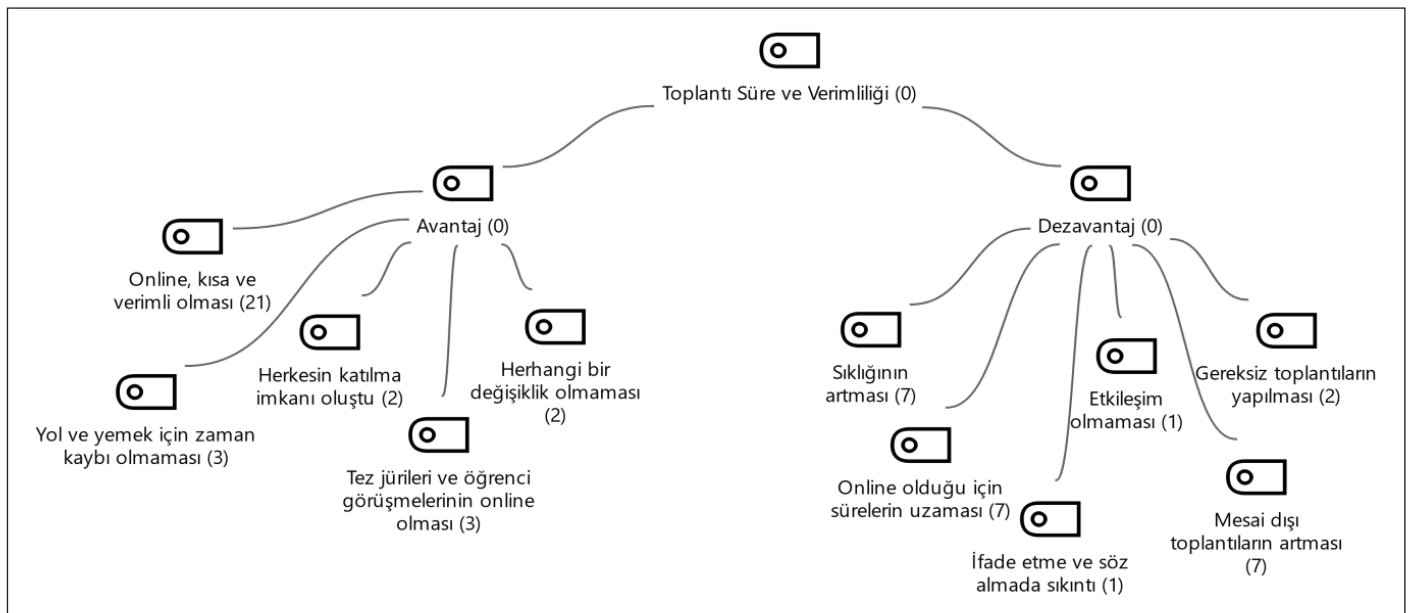 Toplantı Süre ve Verimliliği (0)
Avantaj (0)
Online, kısa ve
verimli olması (21)
Yol ve yemek için zaman
kaybı olmaması (3)
Herkesin katılma
imkanı oluştu (2)
Tez jürileri ve öğrenci
görüşmelerinin online
olması (3)
Herhangi bir
değişiklik olmaması
(2)
Dezavantaj (0)
Sıklığının
artması (7)
Online olduğu için
sürelerin uzaması (7)
İfade etme ve söz
almada sıkıntı (1)
Etkileşim
olmaması (1)
Mesai dışı
toplantıların artması
(7)
Gereksiz toplantıların
yapılması (2)